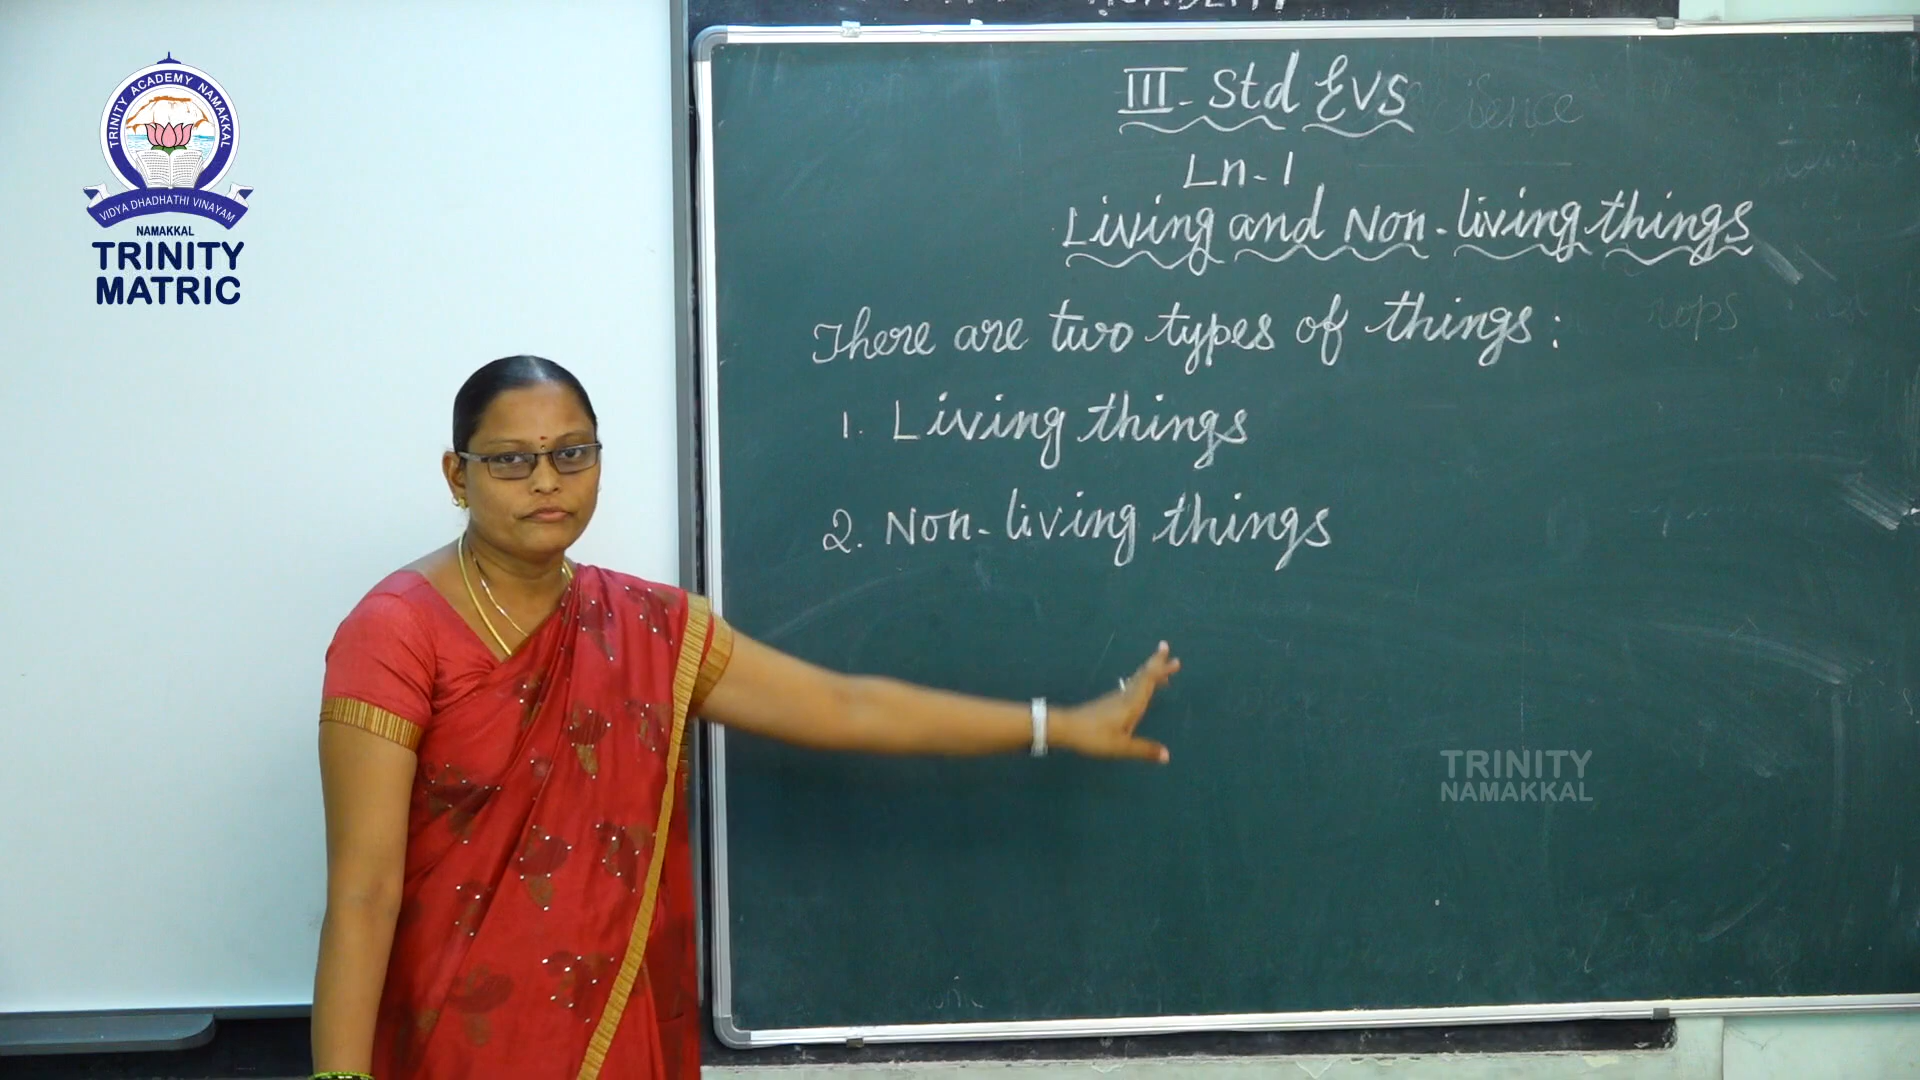 TRINITY ACADEMY NAMAKKAL
VIDYA DHADHATHI VINAYAM
NAMAKKAL
TRINITY
MATRIC
III - Std EVS
Ln - 1
Living and Non - living things
There are two types of things :
1. Living things
2. Non - living things
TRINITY
NAMAKKAL